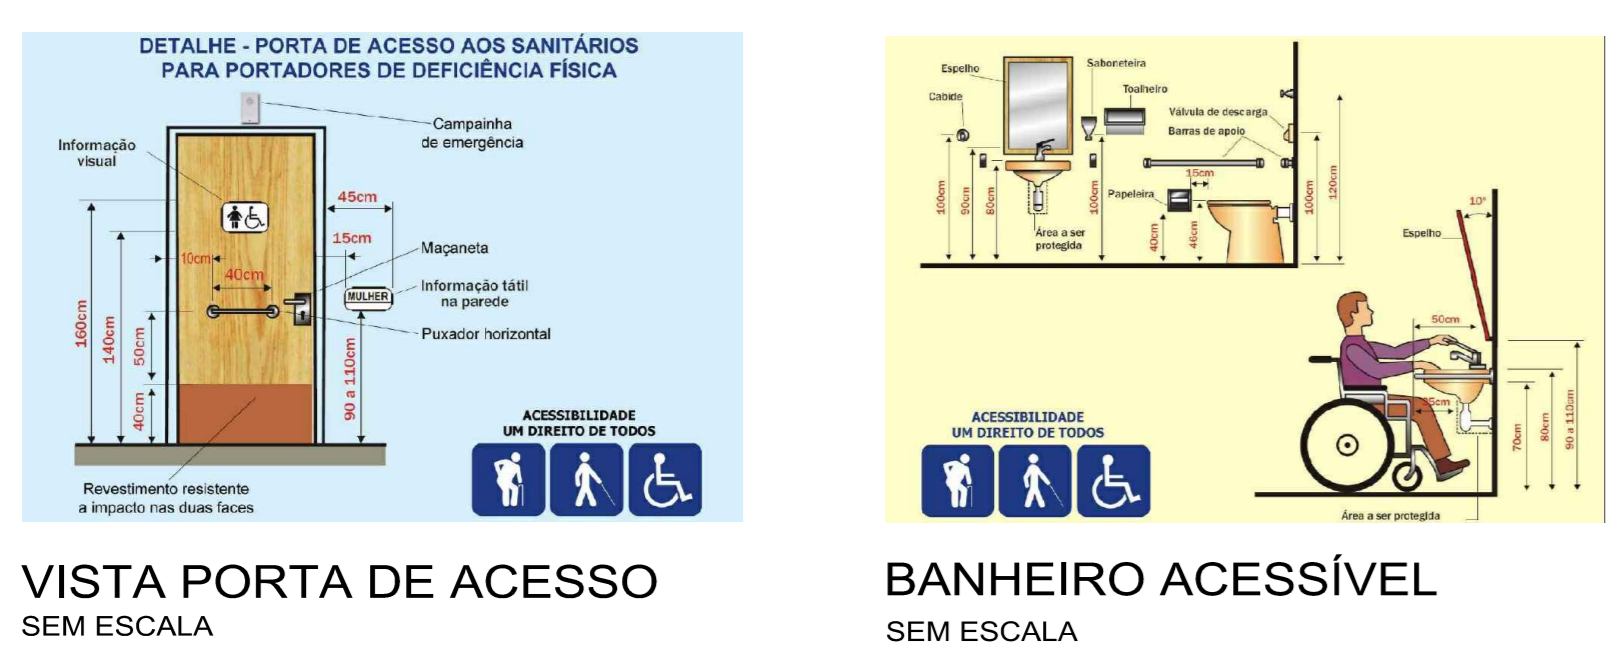 DETALHE - PORTA DE ACESSO AOS SANITÁRIOS
PARA PORTADORES DE DEFICIÊNCIA FÍSICA
Campainha
de emergência
Informação
visual
45cm
15cm
10cm
40cm
Maçaneta
MULHER
Informação tátil
na parede
Puxador horizontal
160cm
140cm
50cm
40cm
90 a 110cm
Revestimento resistente
a impacto nas duas faces
ACESSIBILIDADE
UM DIREITO DE TODOS
VISTA PORTA DE ACESSO
SEM ESCALA
Espelho
Saboneteira
Cabide
Toalheiro
Válvula de descarga
Barras de apoio
15cm
Papeleira
100cm
90cm
80cm
100cm
40cm
46cm
100cm
120cm
Área a ser
protegida
10°
Espelho
50cm
35cm
70cm
80cm
90 a 110cm
Área a ser protegida
ACESSIBILIDADE
UM DIREITO DE TODOS
BANHEIRO ACESSÍVEL
SEM ESCALA